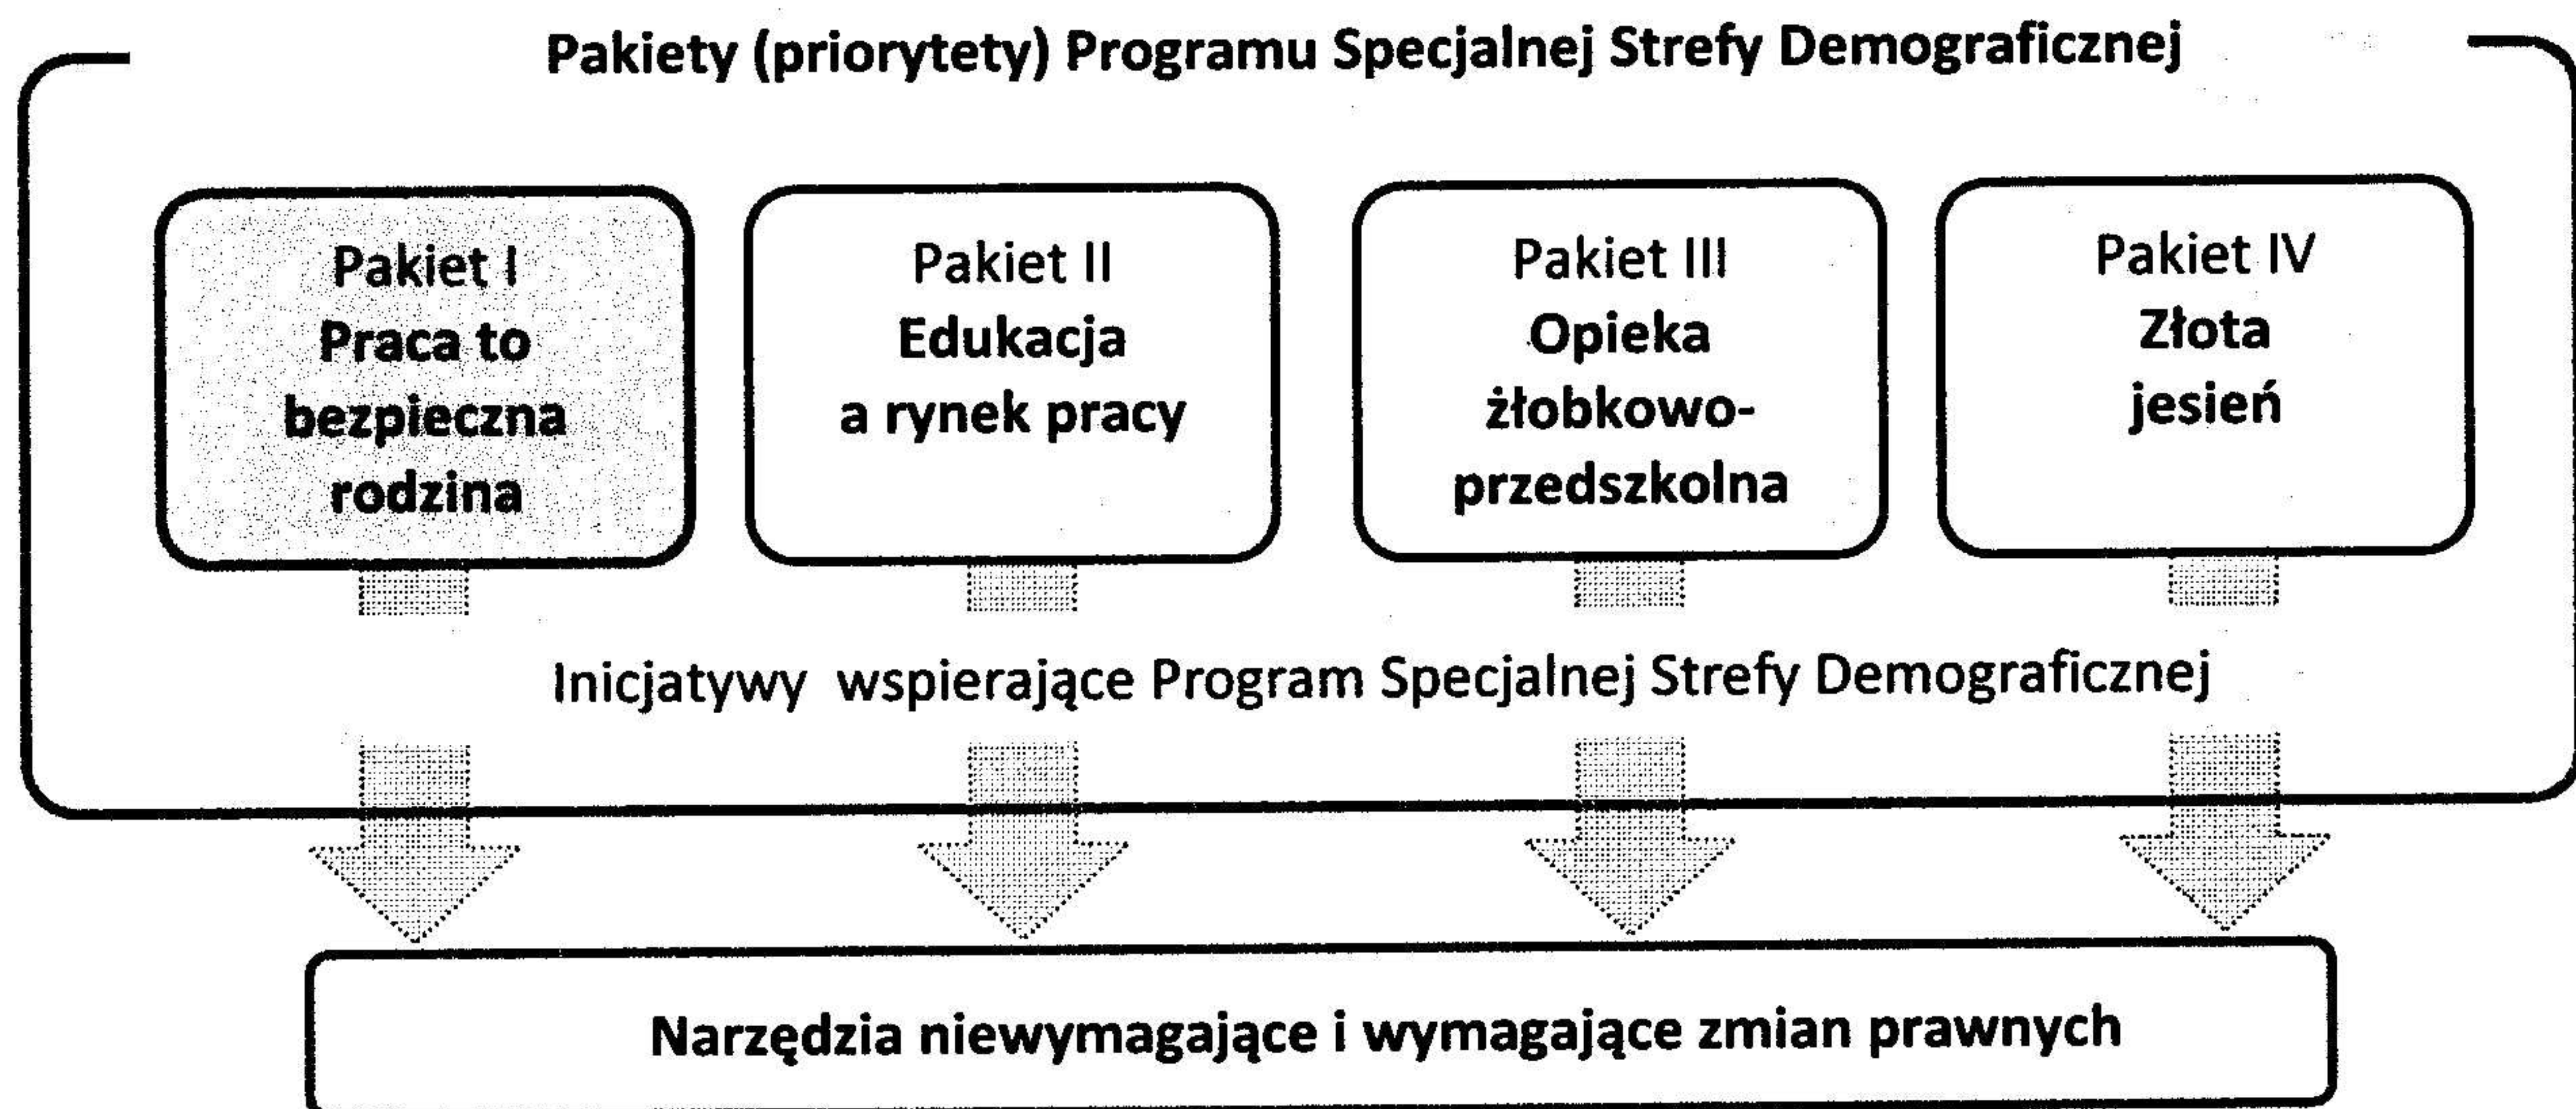 Pakiety (priorytety) Programu Specjalnej Strefy Demograficznej
Pakiet I
Praca to
bezpieczna
rodzina
Pakiet II
Edukacja
a rynek pracy
Pakiet III
Opieka
żłobkowo-
przedszkolna
Pakiet IV
Złota
jesień
Inicjatywy wspierające Program Specjalnej Strefy Demograficznej
Narzędzia niewymagające i wymagające zmian prawnych